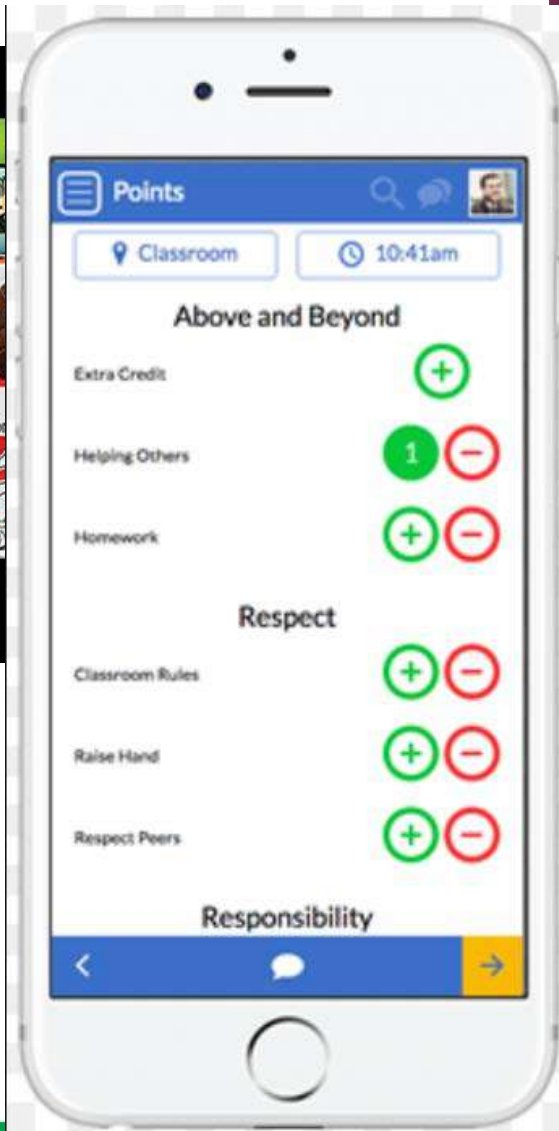 Points
Classroom 10:41am
Above and Beyond
Extra Credit +
Helping Others 1 −
Homework + −
Respect
Classroom Rules + −
Raise Hand + −
Respect Peers + −
Responsibility